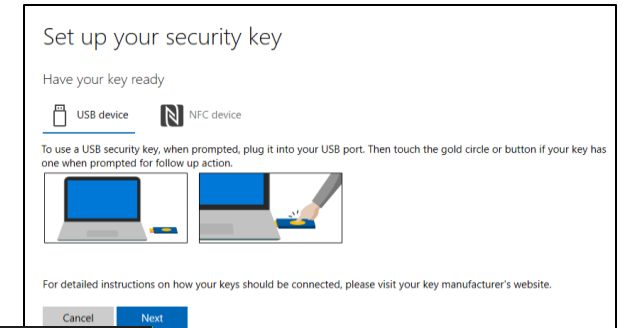 Set up your security key
Have your key ready
USB device
NFC device
To use a USB security key, when prompted, plug it into your USB port. Then touch the gold circle or button if your key has
one when prompted for follow up action.
For detailed instructions on how your keys should be connected, please visit your key manufacturer's website.
Cancel
Next